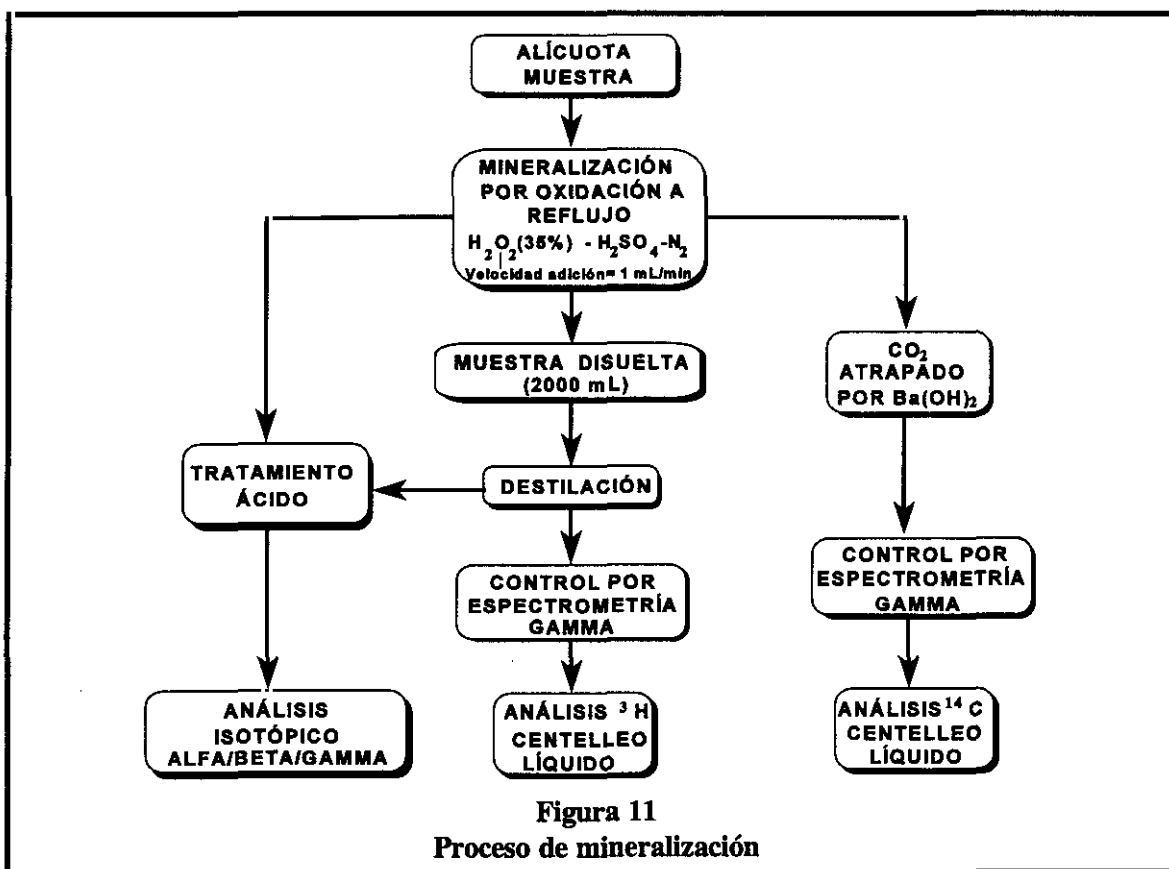 ALÍCUOTA
MUESTRA
MINERALIZACIÓN
POR OXIDACIÓN A
REFLUJO
H2O2(35%) - H2SO4-N2
Velocidad adición= 1 mL/min
MUESTRA DISUELTA
(2000 mL)
CO2
ATRAPADO
POR Ba(OH)2
TRATAMIENTO
ÁCIDO
DESTILACIÓN
CONTROL POR
ESPECTROMETRÍA
GAMMA
CONTROL POR
ESPECTROMETRÍA
GAMMA
ANÁLISIS
ISOTÓPICO
ALFA/BETA/GAMMA
ANÁLISIS 3 H
CENTELLEO
LÍQUIDO
ANÁLISIS 14 C
CENTELLEO
LÍQUIDO
Figura 11
Proceso de mineralización